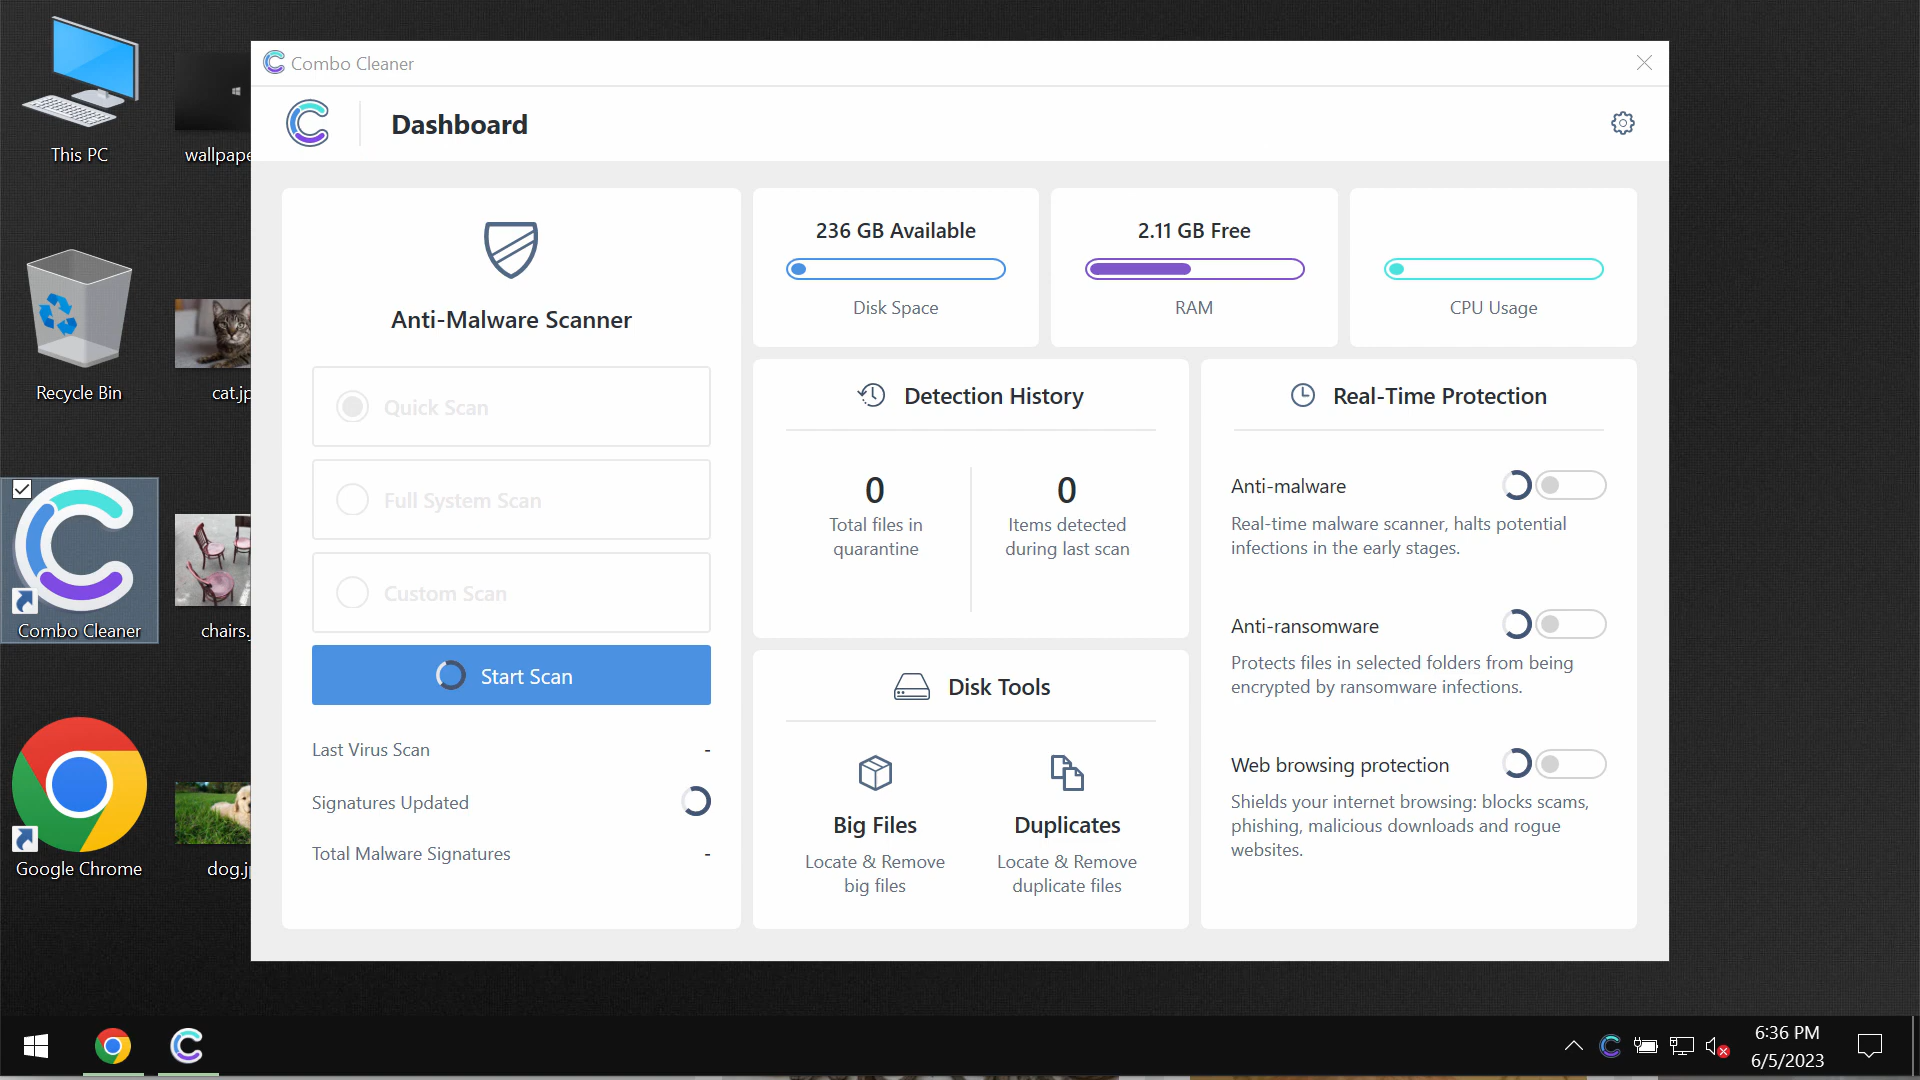 This PC
wallpape
Recycle Bin
cat.jp
Combo Cleaner
chairs.
Google Chrome
dog.j
Combo Cleaner
Dashboard
Anti-Malware Scanner
Quick Scan
Full System Scan
Custom Scan
Start Scan
Last Virus Scan -
Signatures Updated
Total Malware Signatures -
236 GB Available
Disk Space
2.11 GB Free
RAM
CPU Usage
Detection History
0
Total files in
quarantine
0
Items detected
during last scan
Disk Tools
Big Files
Locate & Remove
big files
Duplicates
Locate & Remove
duplicate files
Real-Time Protection
Anti-malware
Real-time malware scanner, halts potential
infections in the early stages.
Anti-ransomware
Protects files in selected folders from being
encrypted by ransomware infections.
Web browsing protection
Shields your internet browsing: blocks scams,
phishing, malicious downloads and rogue
websites.
6:36 PM
6/5/2023